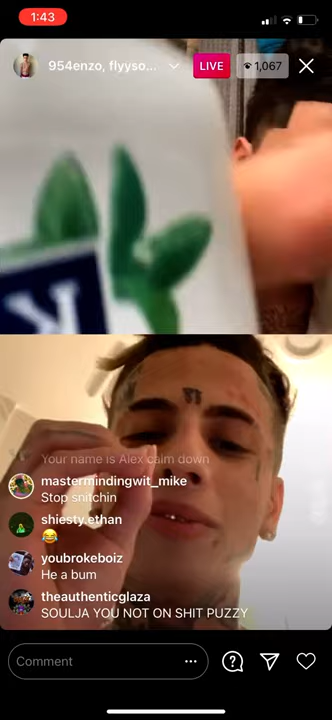 1:43
954enzo, flyyso...
LIVE
1,067
Your name is Alex calm down
mastermindingwit_mike
Stop snitchin
shiesty.ethan
😂
youbrokeboiz
He a bum
theauthenticglaza
SOULJA YOU NOT ON SHIT PUZZY
Comment